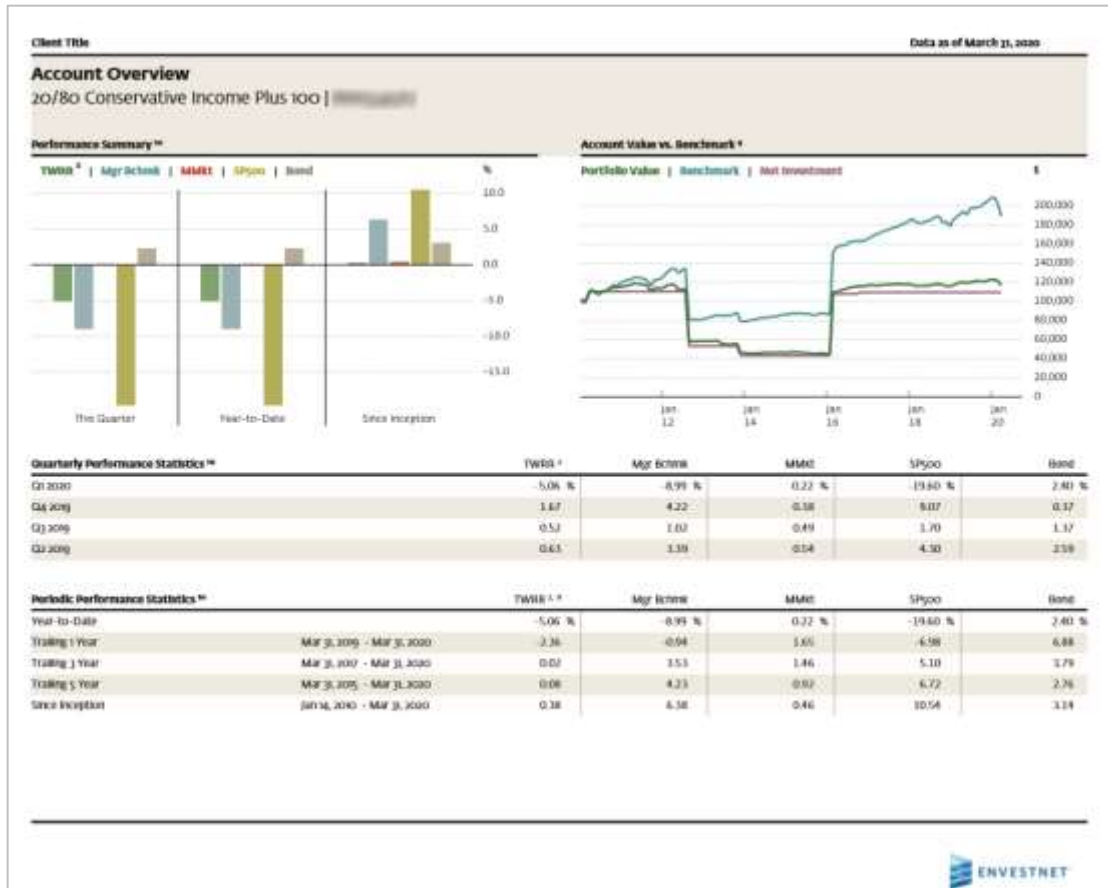 Client Title Data as of March 31, 2020
Account Overview
20/80 Conservative Income Plus 100 |
Performance Summary
TWRR | Mgr Bchmk | MMkt | SP500 | Bond %
10.0
5.0
0.0
-5.0
-10.0
-15.0
This Quarter Year-to-Date Since Inception
Account Value vs. Benchmark
Portfolio Value | Benchmark | Net Investment $
200,000
180,000
160,000
140,000
120,000
100,000
80,000
60,000
40,000
20,000
0
Jan 12 Jan 14 Jan 16 Jan 18 Jan 20
Quarterly Performance Statistics TWRR Mgr Bchmk MMkt SP500 Bond
Q1 2020 -5.06 % -8.99 % 0.22 % -19.60 % 2.80 %
Q4 2019 1.67 4.22 0.38 9.07 0.37
Q3 2019 0.52 1.02 0.49 1.70 1.37
Q2 2019 0.63 3.39 0.54 4.30 2.59
Periodic Performance Statistics TWRR Mgr Bchmk MMkt SP500 Bond
Year-to-Date -5.06 % -8.99 % 0.22 % -19.60 % 2.80 %
Trailing 1 Year Mar 31, 2019 - Mar 31, 2020 -2.36 -0.94 1.65 -6.98 6.88
Trailing 3 Year Mar 31, 2017 - Mar 31, 2020 0.02 3.53 1.46 5.10 3.79
Trailing 5 Year Mar 31, 2015 - Mar 31, 2020 0.08 4.23 0.92 6.72 2.76
Since Inception Jan 14, 2010 - Mar 31, 2020 0.38 6.38 0.46 10.54 3.14
ENVESTNET